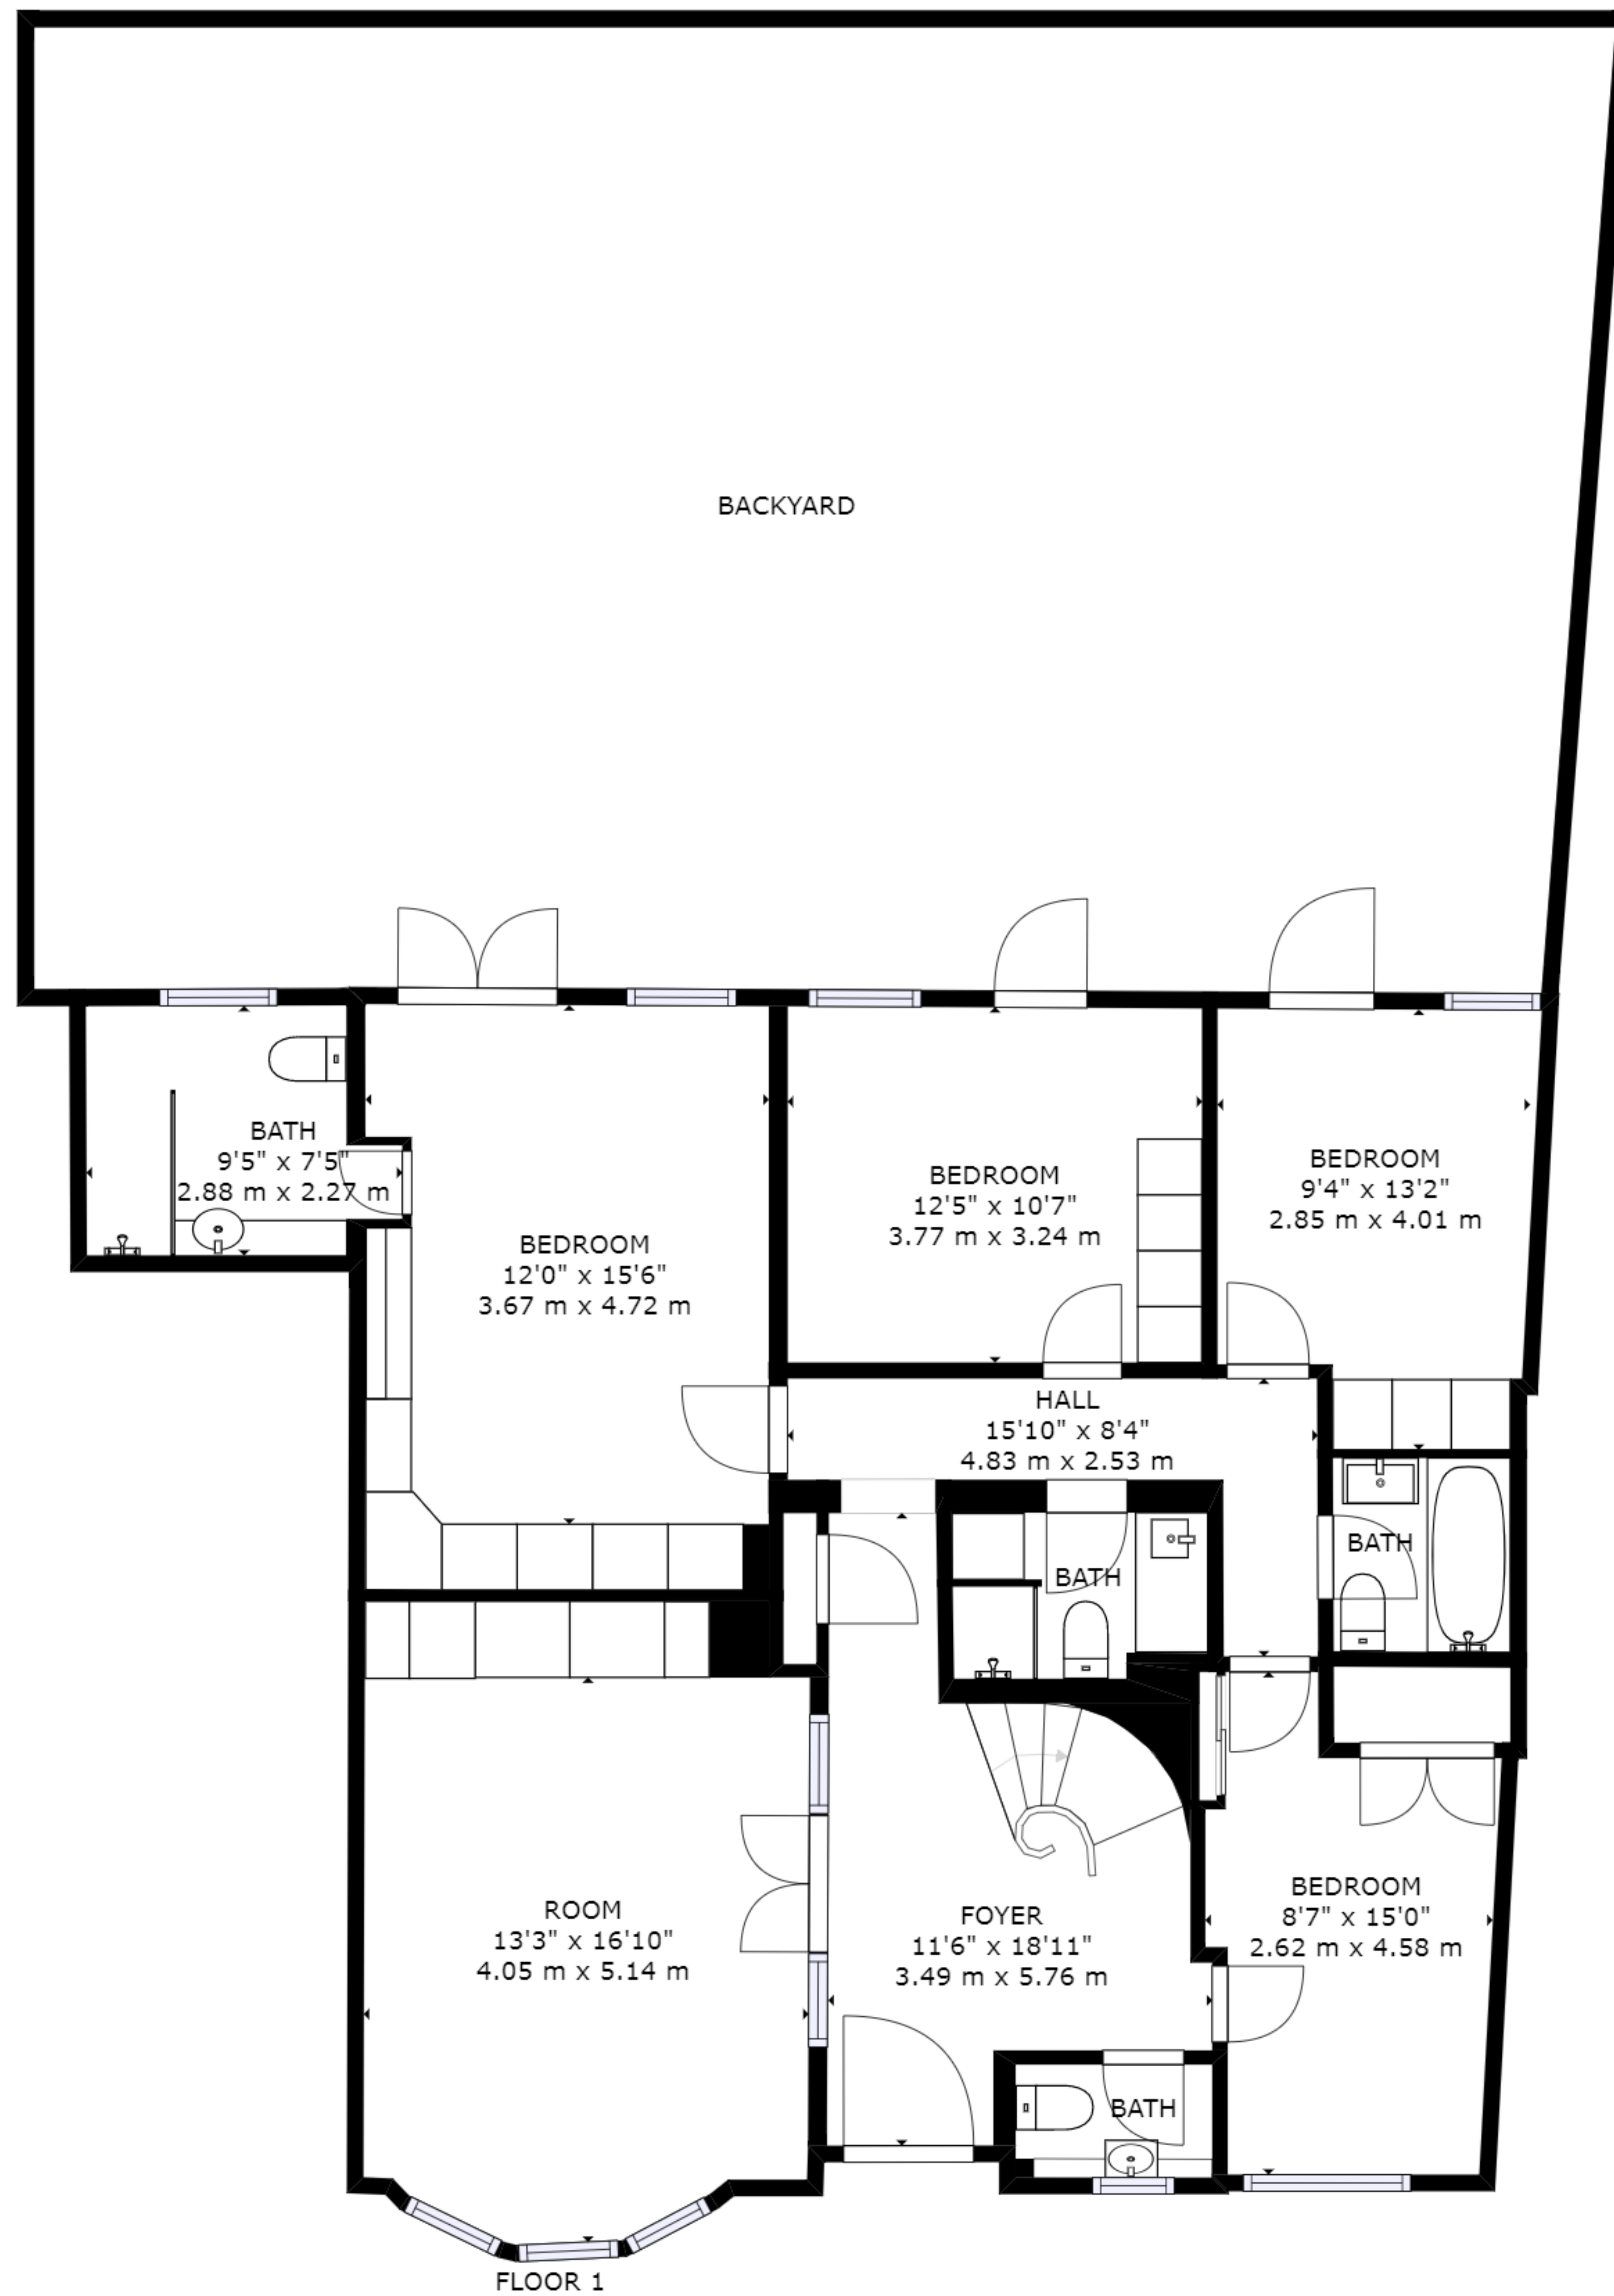 BACKYARD
BATH
9'5" x 7'5"
2.88 m x 2.27 m
BEDROOM
12'0" x 15'6"
3.67 m x 4.72 m
BEDROOM
12'5" x 10'7"
3.77 m x 3.24 m
BEDROOM
9'4" x 13'2"
2.85 m x 4.01 m
HALL
15'10" x 8'4"
4.83 m x 2.53 m
BATH
BATH
ROOM
13'3" x 16'10"
4.05 m x 5.14 m
FOYER
11'6" x 18'11"
3.49 m x 5.76 m
BEDROOM
8'7" x 15'0"
2.62 m x 4.58 m
BATH
FLOOR 1